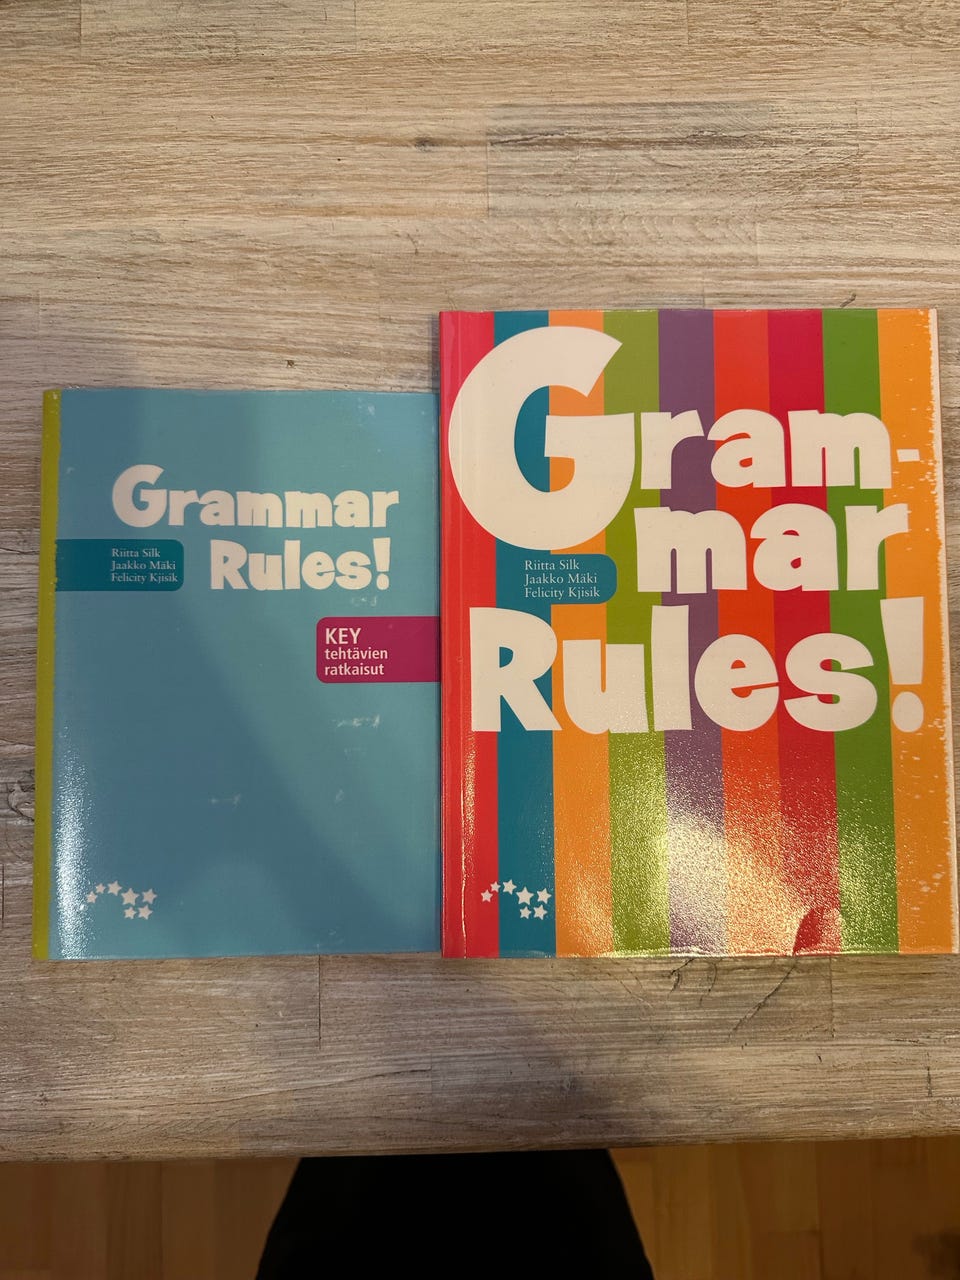 Grammar
Rules!
Riitta Silk
Jaakko Mäki
Felicity Kjisik
KEY
tehtävien
ratkaisut
Gram-
mar
Riitta Silk
Jaakko Mäki
Felicity Kjisik
Rules!